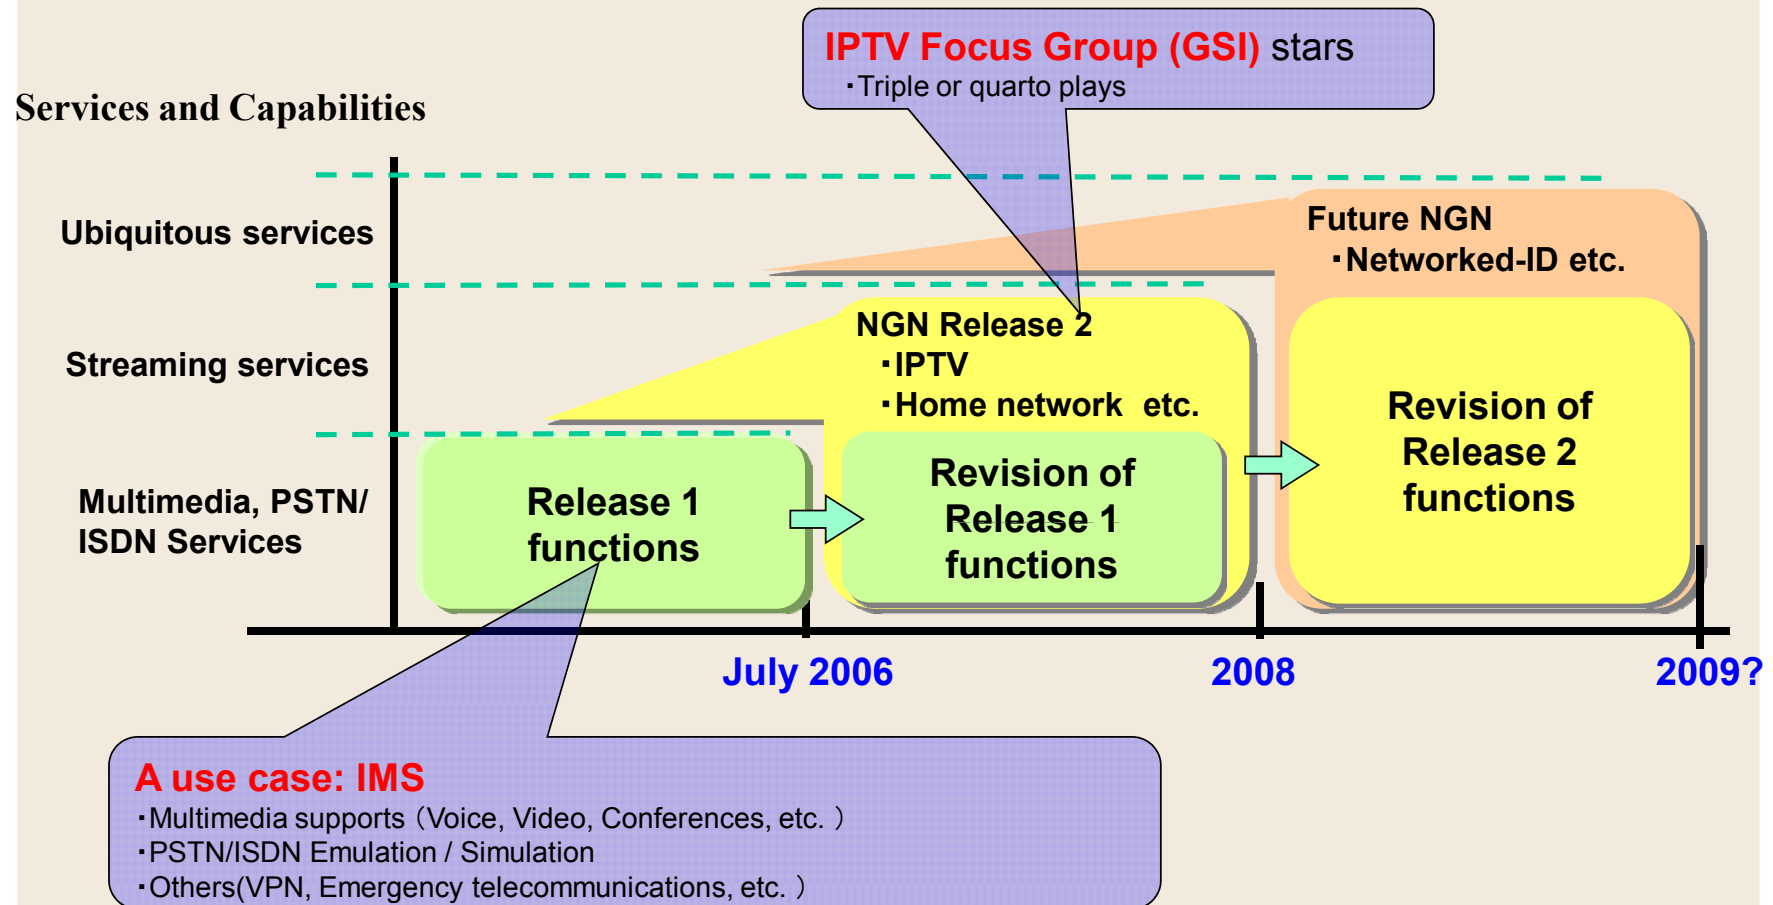 IPTV Focus Group (GSI) stars
・Triple or quarto plays
Services and Capabilities
Ubiquitous services
Future NGN
・Networked-ID etc.
Streaming services
NGN Release 2
・IPTV
・Home network etc.
Multimedia, PSTN/
ISDN Services
Release 1
functions
Revision of
Release 1
functions
Revision of
Release 2
functions
July 2006
2008
2009?
A use case: IMS
・Multimedia supports（Voice, Video, Conferences, etc. ）
・PSTN/ISDN Emulation / Simulation
・Others(VPN, Emergency telecommunications, etc. ）